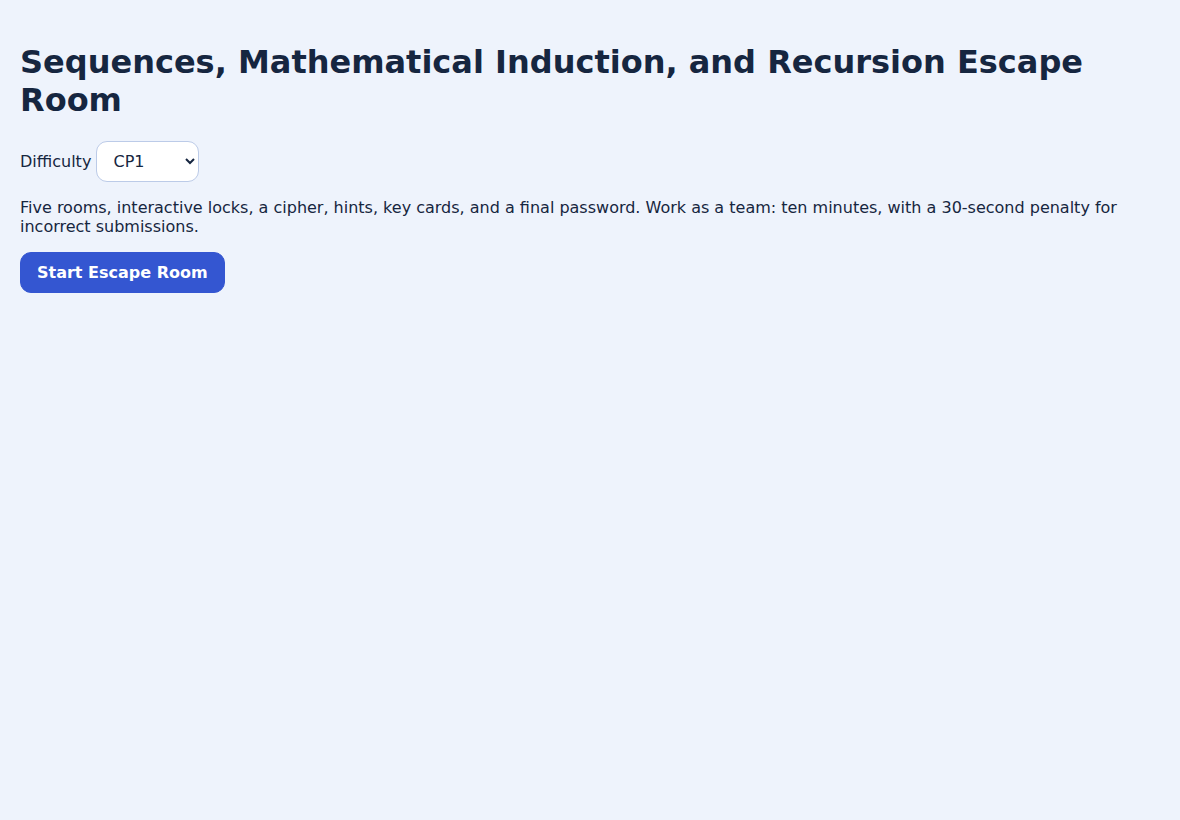 Sequences, Mathematical Induction, and Recursion Escape
Room
Difficulty CP1
Five rooms, interactive locks, a cipher, hints, key cards, and a final password. Work as a team: ten minutes, with a 30-second penalty for
incorrect submissions.
Start Escape Room